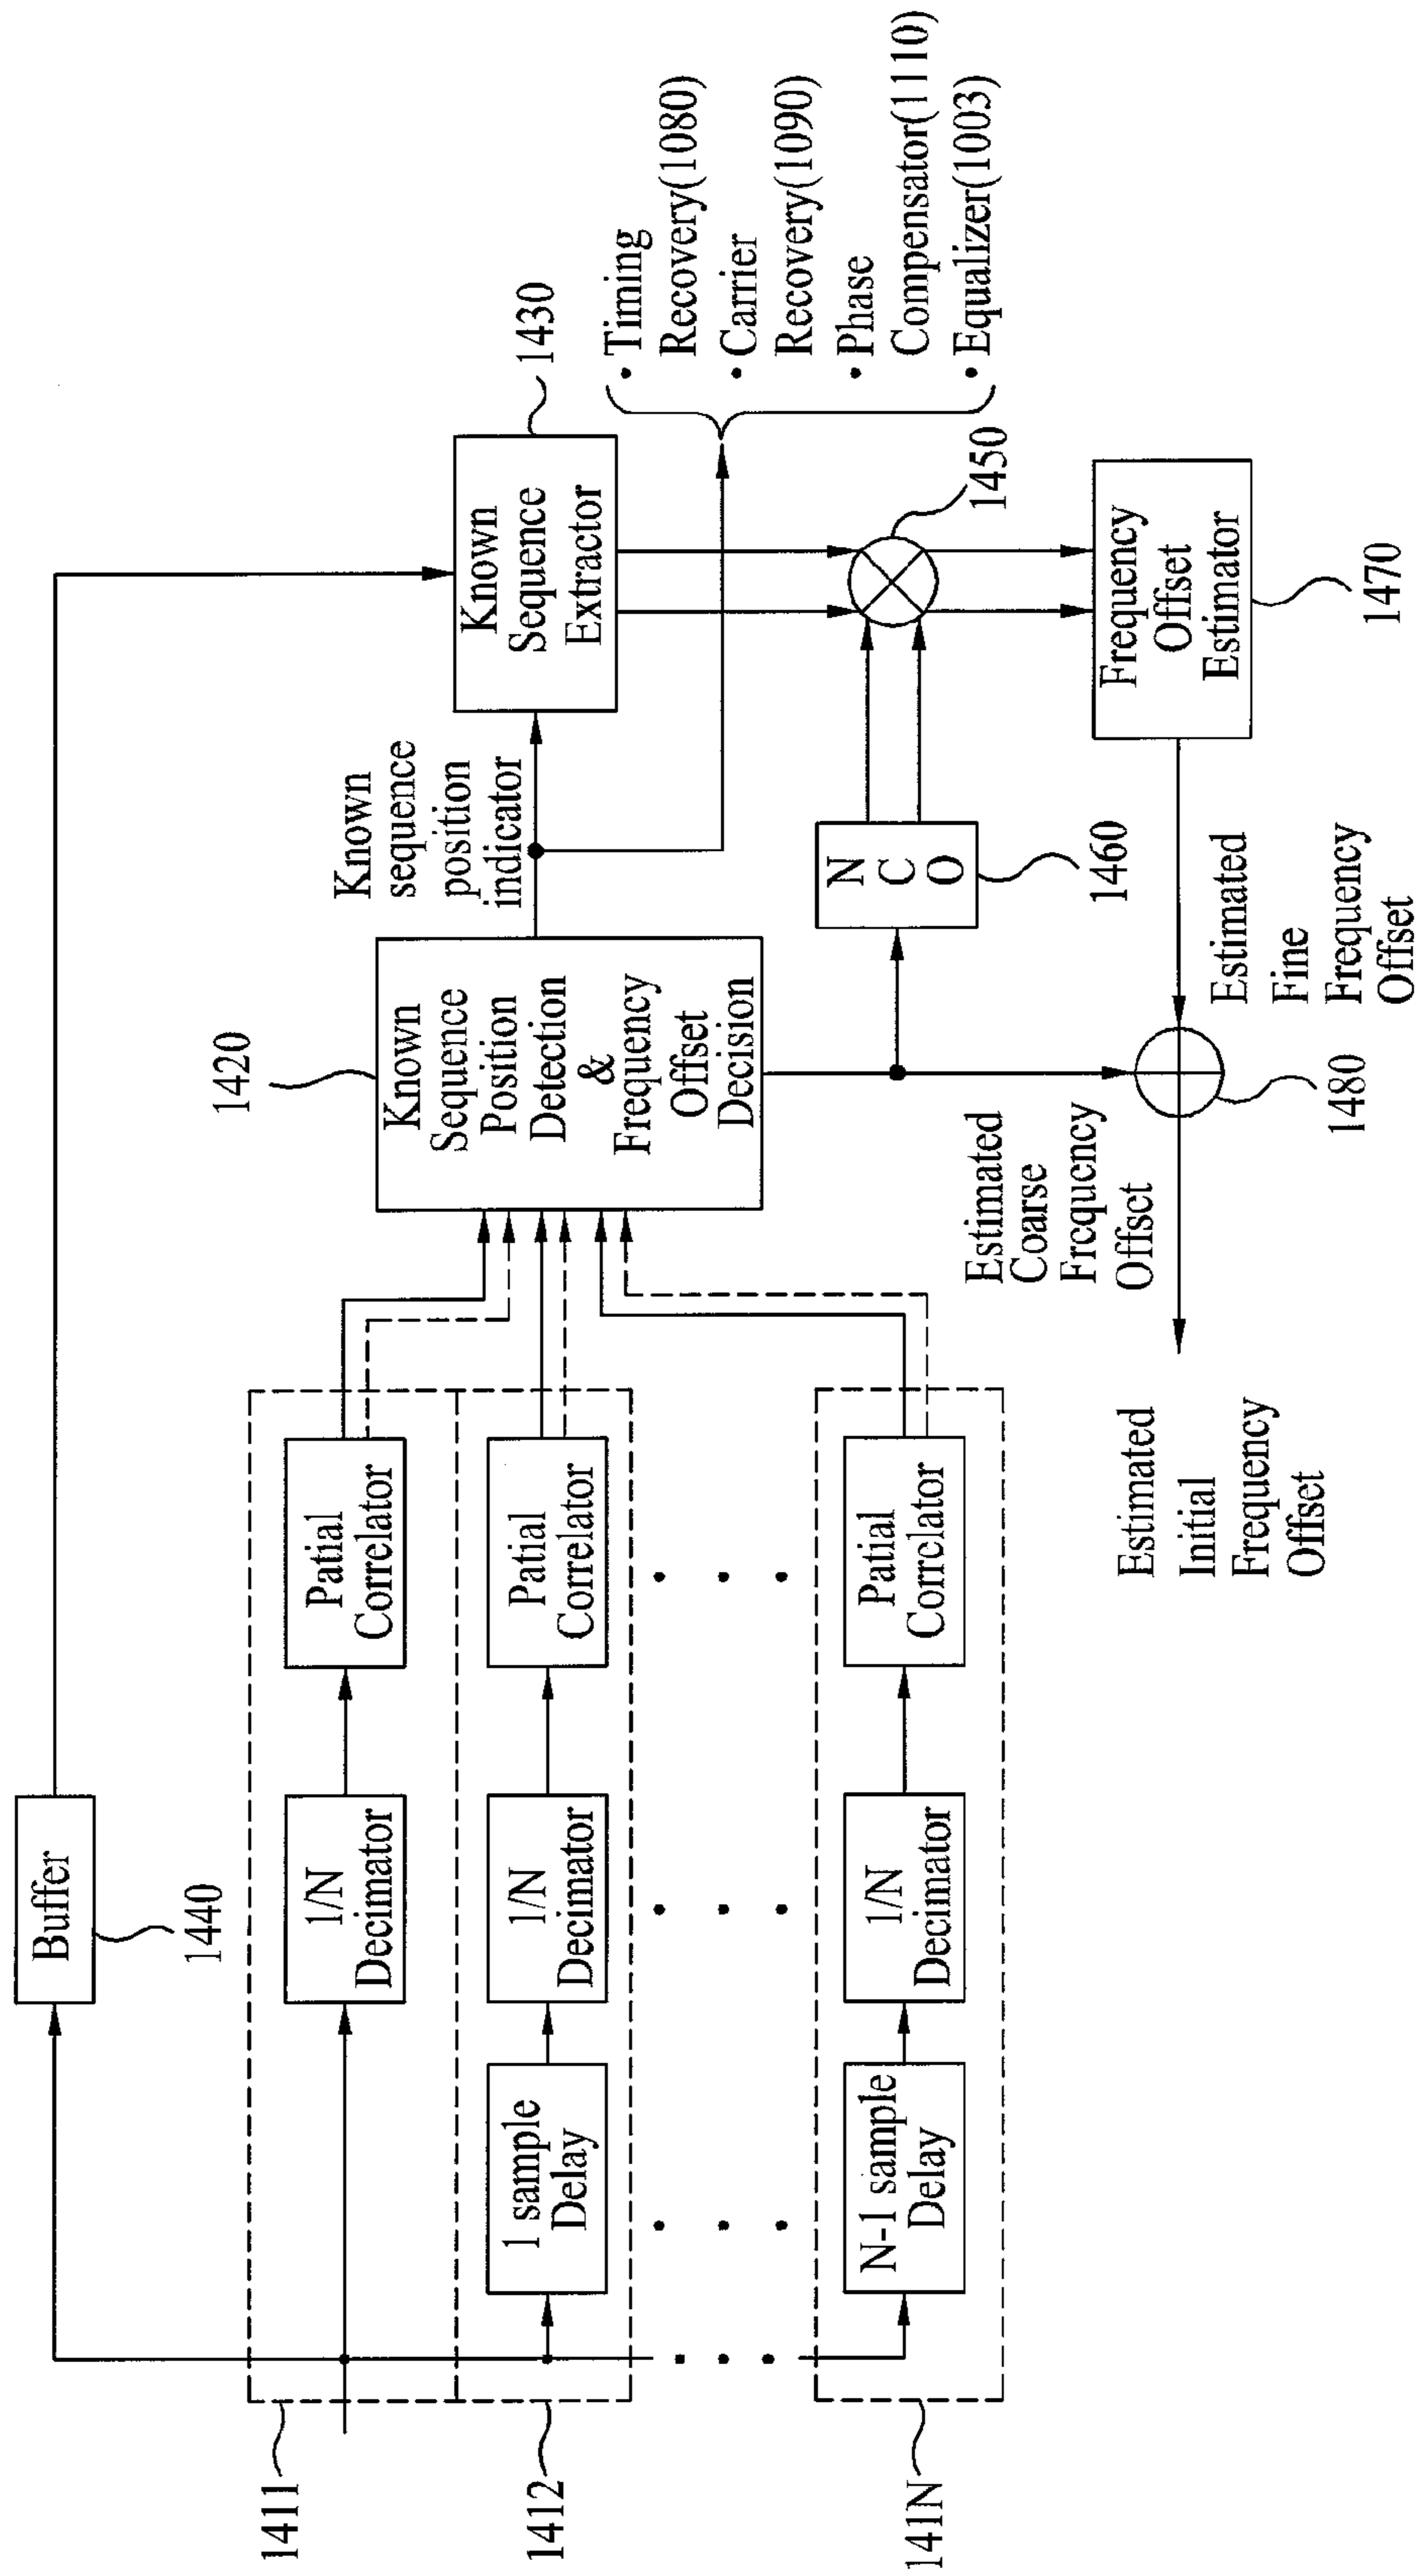 Buffer
1440
1411
1/N
Decimator
Patial
Correlator
1412
1 sample
Delay
1/N
Decimator
Patial
Correlator
141N
N-1 sample
Delay
1/N
Decimator
Patial
Correlator
1420
Known
Sequence
Position
Detection
&
Frequency
Offset
Decision
Known
sequence
position
indicator
Known
Sequence
Extractor
1430
• Timing
Recovery(1080)
• Carrier
Recovery(1090)
• Phase
Compensator(1110)
• Equalizer(1003)
1450
N
C
O
1460
Frequency
Offset
Estimator
1470
Estimated
Coarse
Frequency
Offset
Estimated
Fine
Frequency
Offset
1480
Estimated
Initial
Frequency
Offset